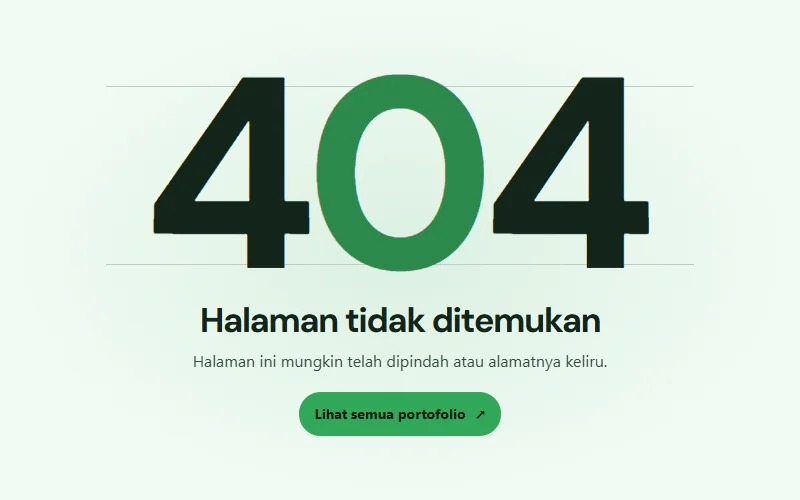 404
Halaman tidak ditemukan
Halaman ini mungkin telah dipindah atau alamatnya keliru.
Lihat semua portofolio ↗